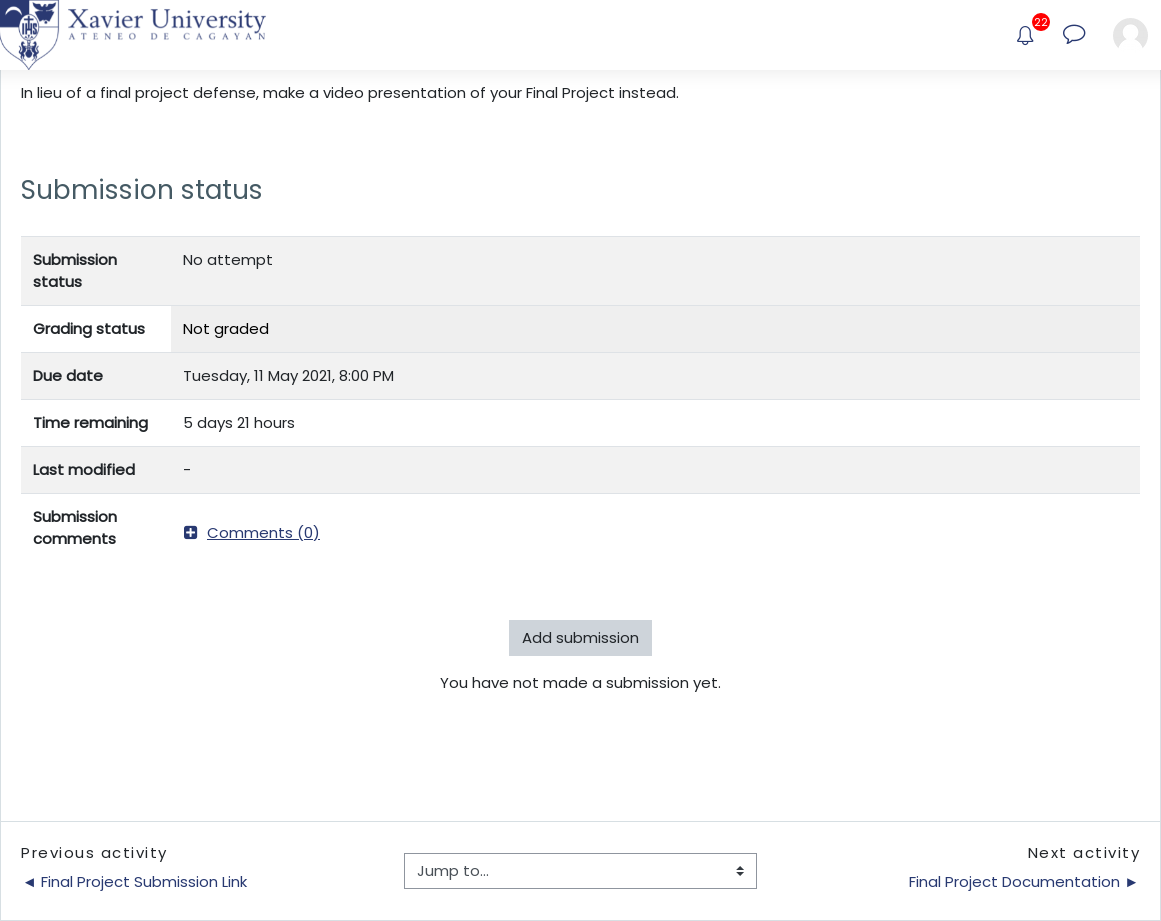 Xavier University
ATENEO DE CAGAYAN
22
In lieu of a final project defense, make a video presentation of your Final Project instead.
Submission status
Submission status
No attempt
Grading status
Not graded
Due date
Tuesday, 11 May 2021, 8:00 PM
Time remaining
5 days 21 hours
Last modified
-
Submission comments
Comments (0)
Add submission
You have not made a submission yet.
Previous activity
◄ Final Project Submission Link
Jump to...
Next activity
Final Project Documentation ►